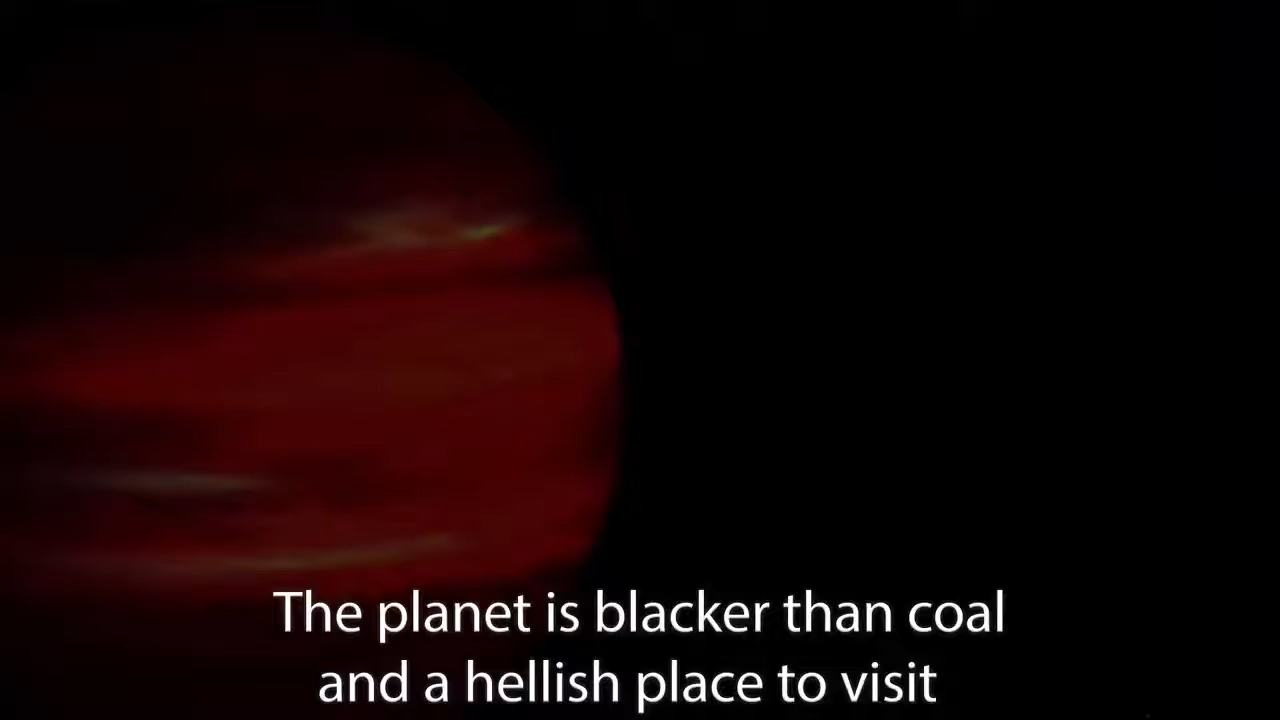 The planet is blacker than coal
and a hellish place to visit